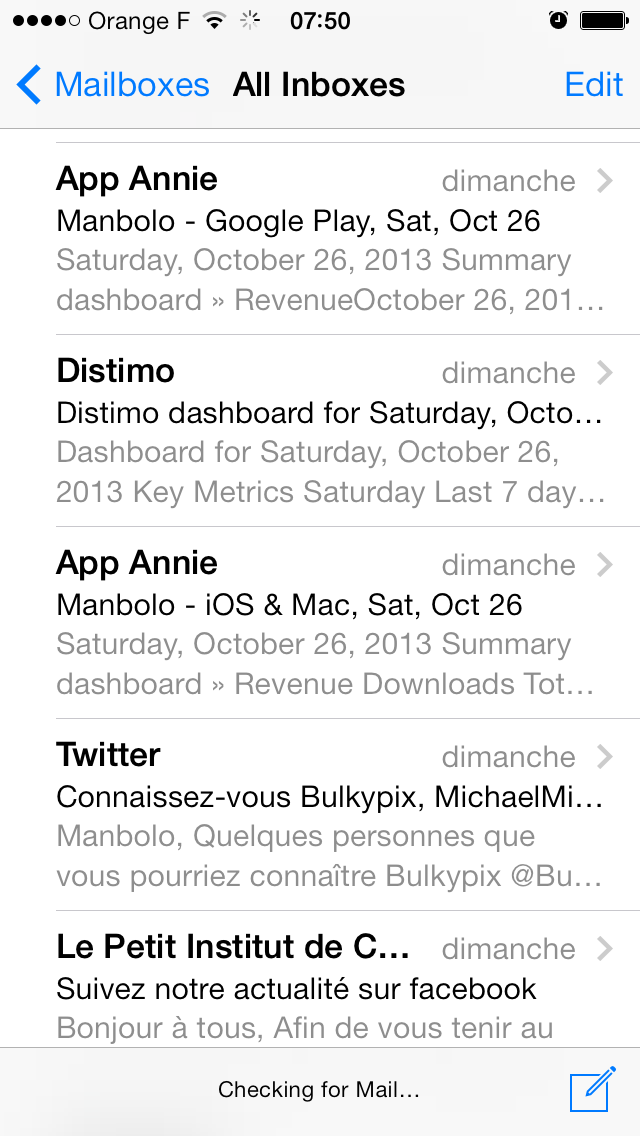 Orange F 07:50
Mailboxes All Inboxes Edit
App Annie dimanche
Manbolo - Google Play, Sat, Oct 26
Saturday, October 26, 2013 Summary
dashboard » RevenueOctober 26, 201…
Distimo dimanche
Distimo dashboard for Saturday, Octo…
Dashboard for Saturday, October 26,
2013 Key Metrics Saturday Last 7 day…
App Annie dimanche
Manbolo - iOS & Mac, Sat, Oct 26
Saturday, October 26, 2013 Summary
dashboard » Revenue Downloads Tot…
Twitter dimanche
Connaissez-vous Bulkypix, MichaelMi…
Manbolo, Quelques personnes que
vous pourriez connaître Bulkypix @Bu…
Le Petit Institut de C… dimanche
Suivez notre actualité sur facebook
Bonjour à tous, Afin de vous tenir au
Checking for Mail…